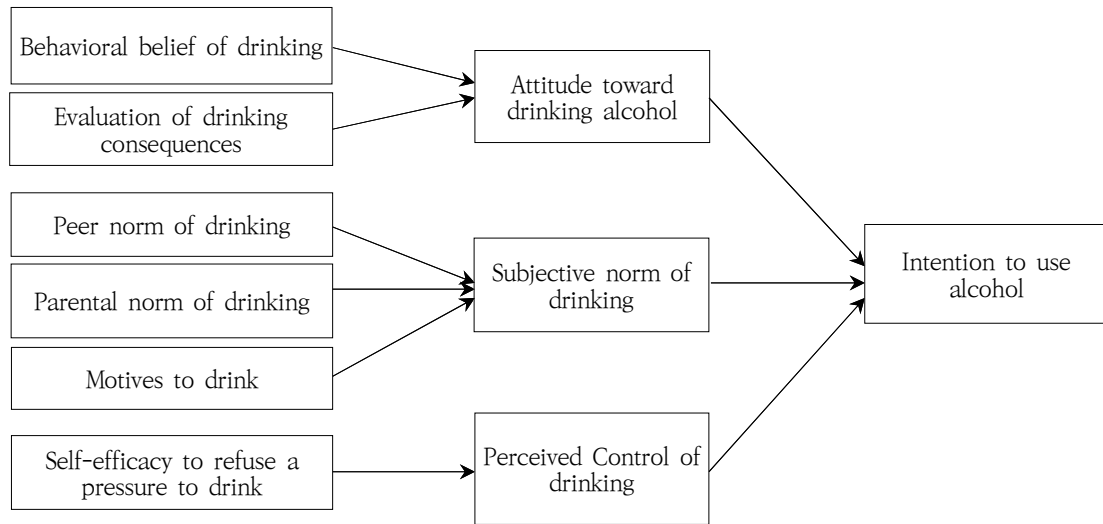 Behavioral belief of drinking
Evaluation of drinking
consequences
Peer norm of drinking
Parental norm of drinking
Motives to drink
Self-efficacy to refuse a
pressure to drink
Attitude toward
drinking alcohol
Subjective norm of
drinking
Perceived Control of
drinking
Intention to use
alcohol